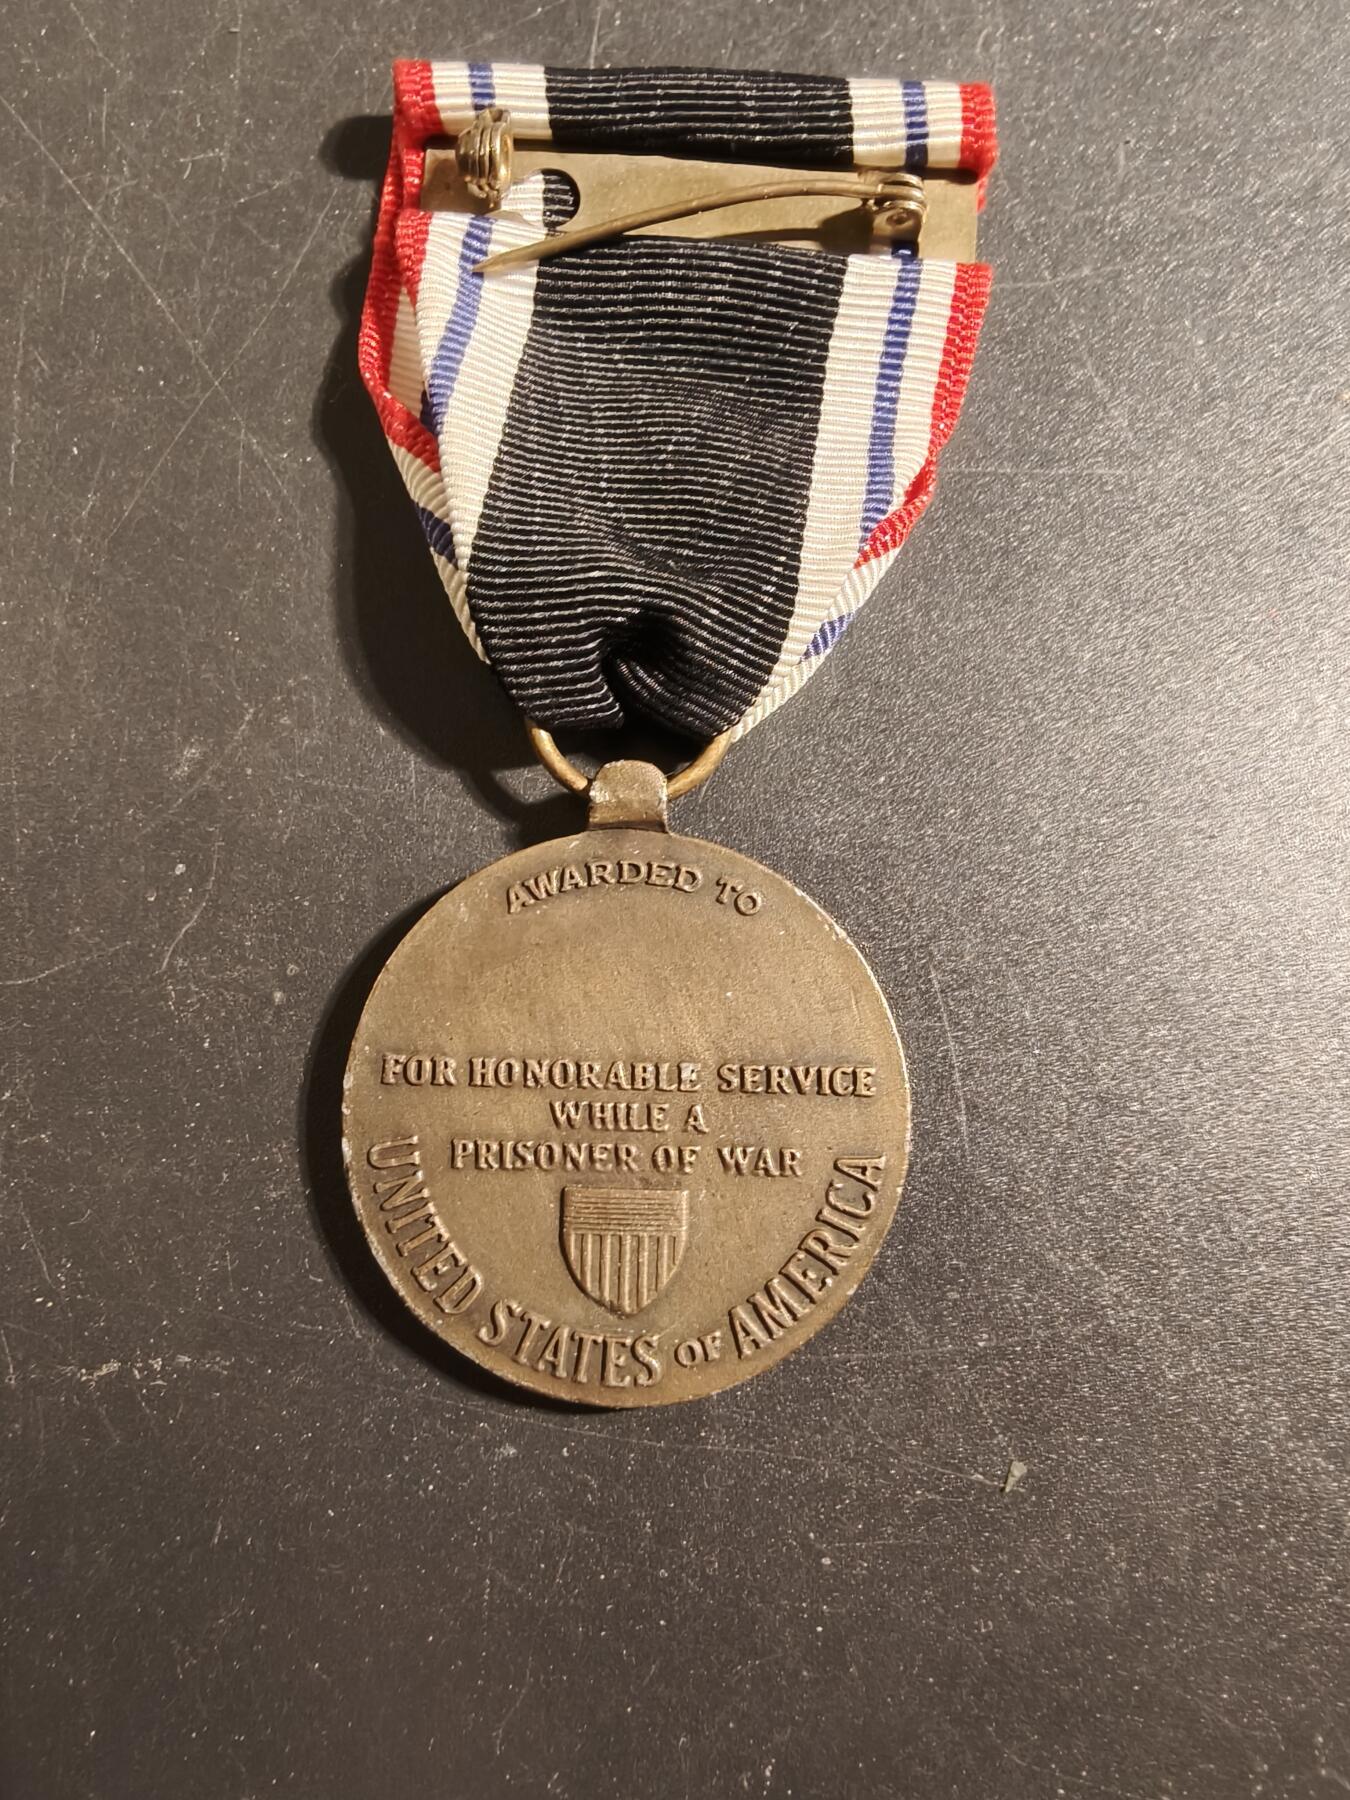 AWARDED TO
FOR HONORABLE SERVICE
WHILE A
PRISONER OF WAR
UNITED STATES OF AMERICA